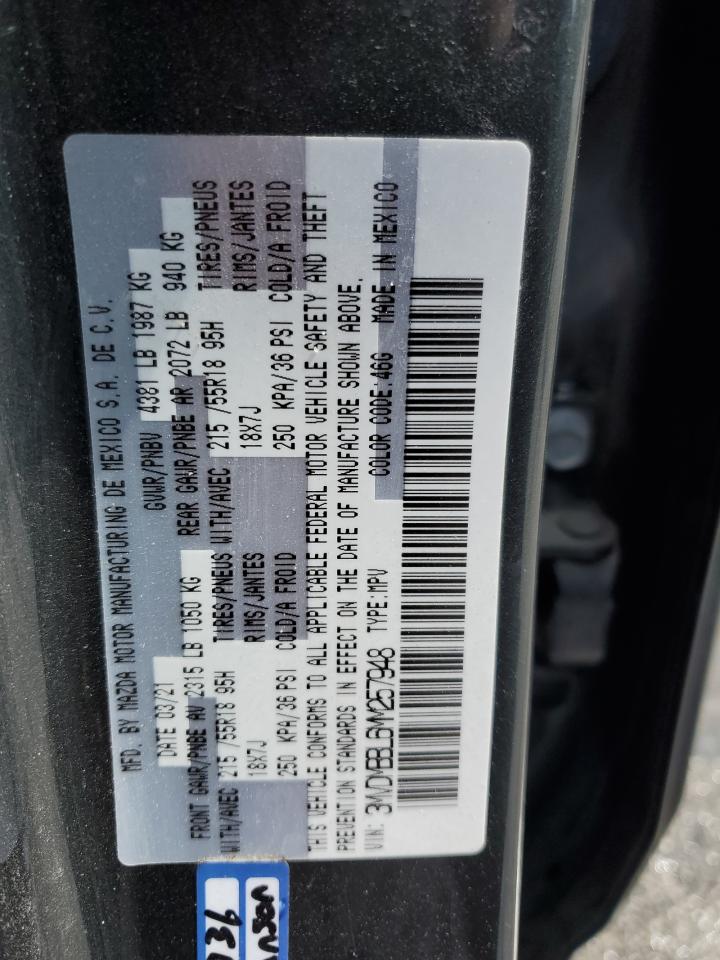 MFD. BY MAZDA MOTOR MANUFACTURING DE MEXICO S.A. DE C.V.
DATE 03/21 GVWR/PNBV 4381 LB 1987 KG
FRONT GAWR/PNBE AV 2315 LB 1050 KG REAR GAWR/PNBE AR 2072 LB 940 KG
WITH/AVEC 215 /55R18 95H TIRES/PNEUS WITH/AVEC 215 /55R18 95H TIRES/PNEUS
18X7J RIMS/JANTES 18X7J RIMS/JANTES
250 KPA/36 PSI COLD/A FROID 250 KPA/36 PSI COLD/A FROID
THIS VEHICLE CONFORMS TO ALL APPLICABLE FEDERAL MOTOR VEHICLE SAFETY AND THEFT
PREVENTION STANDARDS IN EFFECT ON THE DATE OF MANUFACTURE SHOWN ABOVE.
VIN: 3MVDMBBL6MM257948 TYPE:MPV COLOR CODE:46G MADE IN MEXICO